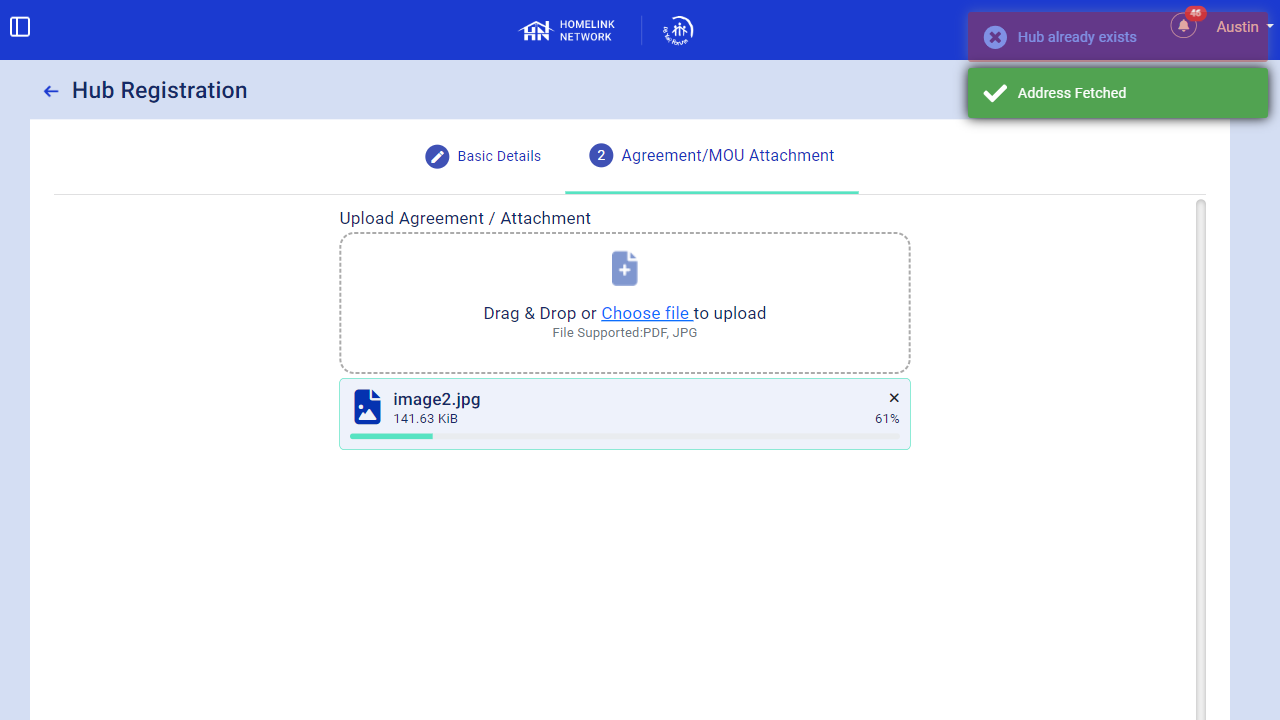 HOMELINK
NETWORK
46
Austin
Hub already exists
Address Fetched
Hub Registration
Basic Details
2
Agreement/MOU Attachment
Upload Agreement / Attachment
Drag & Drop or Choose file to upload
File Supported:PDF, JPG
image2.jpg
141.63 KiB
61%